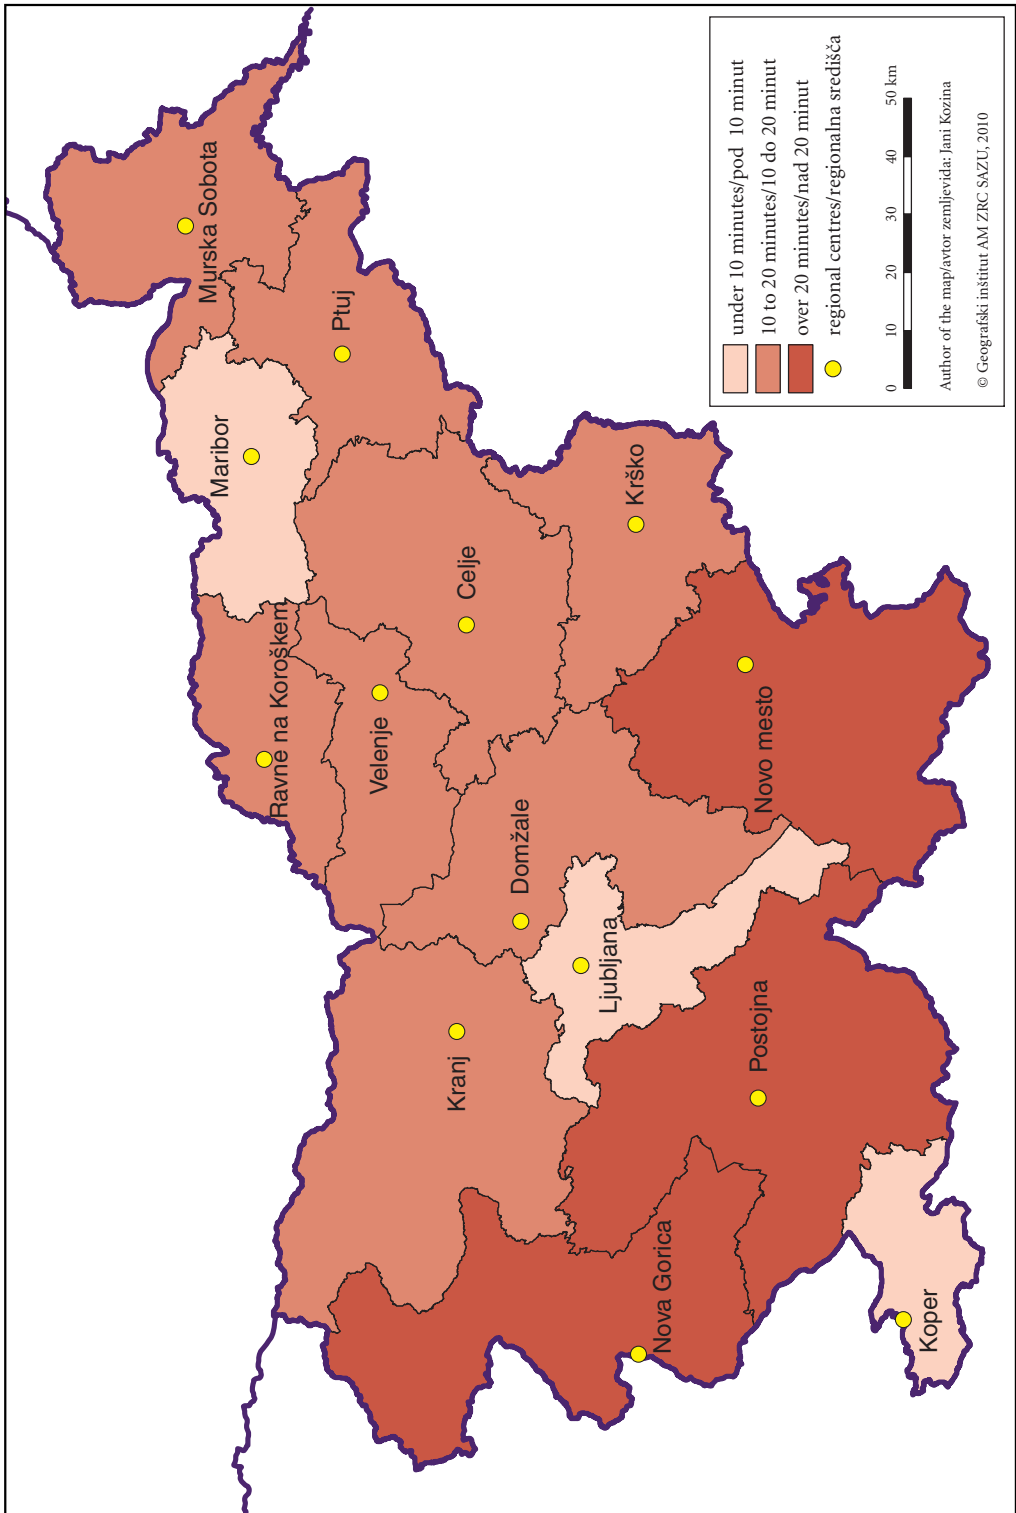 Murska Sobota
Maribor
Ptuj
Ravne na Koroškem
Velenje
Celje
Krško
Kranj
Domžale
Ljubljana
Novo mesto
Postojna
Nova Gorica
Koper
under 10 minutes/pod 10 minut
10 to 20 minutes/10 do 20 minut
over 20 minutes/nad 20 minut
regional centres/regionalna središča
0 10 20 30 40 50 km
Author of the map/avtor zemljevida: Jani Kozina
© Geografski inštitut AM ZRC SAZU, 2010